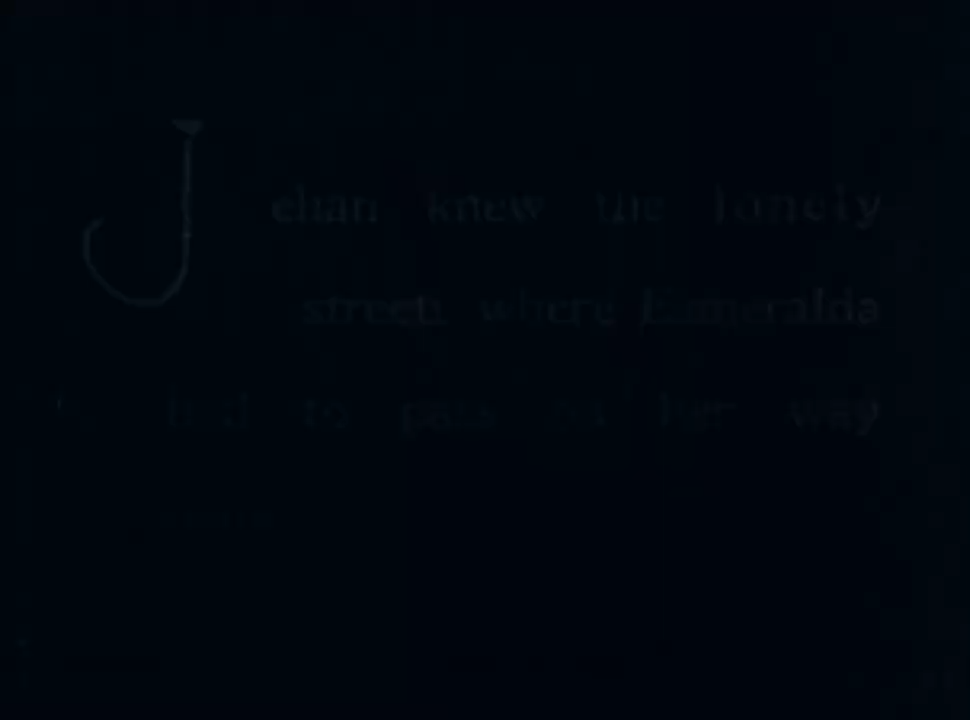 Jehan knew the lonely
street where Esmeralda
had to pass on her way